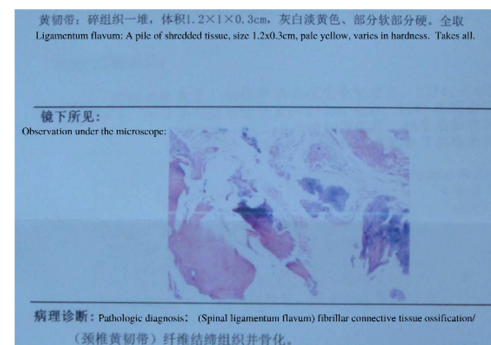 黄韧带：碎组织一堆，体积1.2×1×0.3cm，灰白淡黄色、部分软部分硬。全取
Ligamentum flavum: A pile of shredded tissue, size 1.2x0.3cm, pale yellow, varies in hardness. Takes all.
镜下所见：
Observation under the microscope:
病理诊断：Pathologic diagnosis: (Spinal ligamentum flavum) fibrillar connective tissue ossification/
（颈椎黄韧带）纤维结缔组织并骨化。